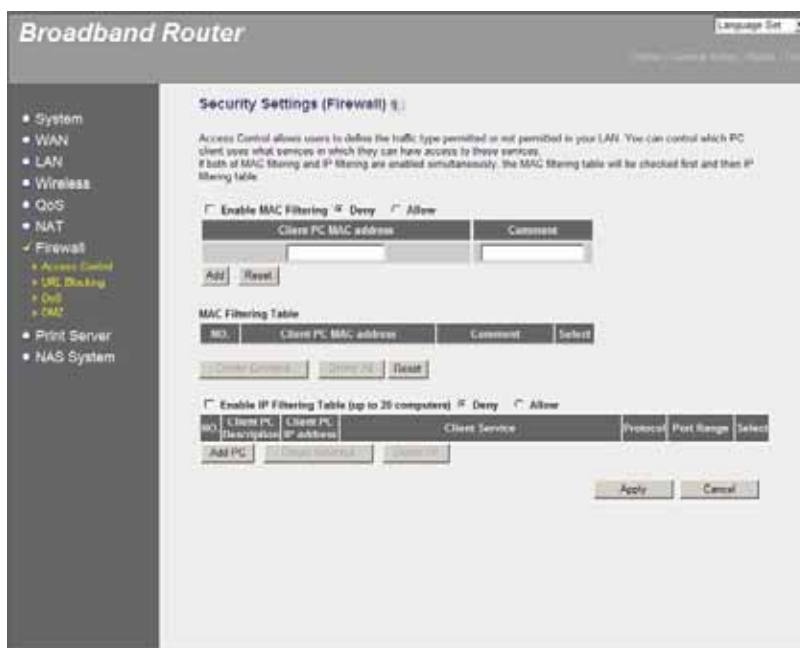 Broadband Router
Language Set
System
WAN
LAN
Wireless
QoS
NAT
Firewall
Access Control
URL Blocking
DoS
DMZ
Print Server
NAS System
Security Settings (Firewall)
Access Control allows users to define the traffic type permitted or not permitted in your LAN. You can control which PC
client uses what services in which they can have access to these services.
If both of MAC filtering and IP filtering are enabled simultaneously, the MAC filtering table will be checked first and then IP
filtering table.
Enable MAC Filtering Deny Allow
Client PC MAC address Comment
Add Reset
MAC Filtering Table
NO. Client PC MAC address Comment Select
Delete Selected Delete All Reset
Enable IP Filtering Table (up to 20 computers) Deny Allow
NO. Client PC Description Client PC IP address Client Service Protocol Port Range Select
Add PC Delete Selected Delete All
Apply Cancel